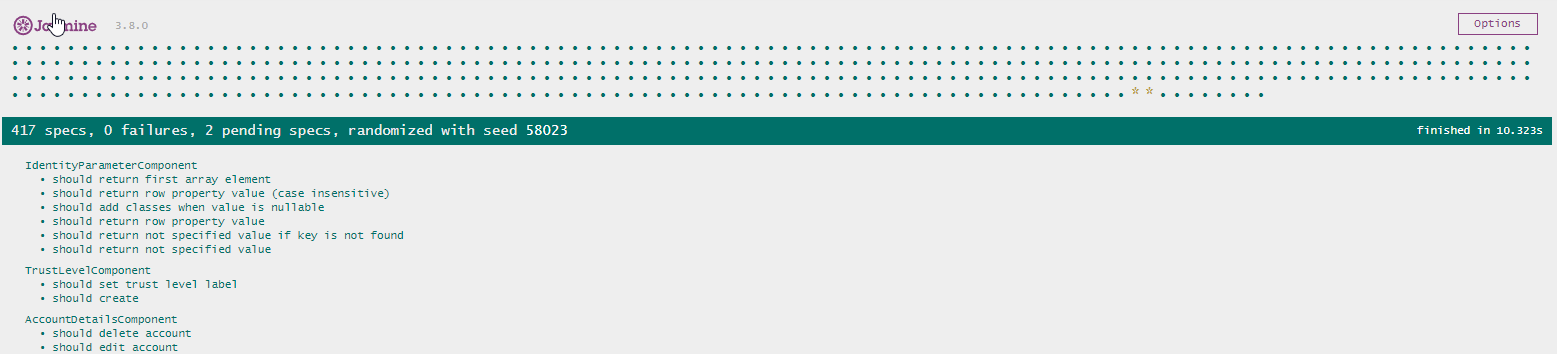 3.8.0
Options
417 specs, 0 failures, 2 pending specs, randomized with seed 58023
finished in 10.323s
IdentityParameterComponent
• should return first array element
• should return row property value (case insensitive)
• should add classes when value is nullable
• should return row property value
• should return not specified value if key is not found
• should return not specified value
TrustLevelComponent
• should set trust level label
• should create
AccountDetailsComponent
• should delete account
• should edit account